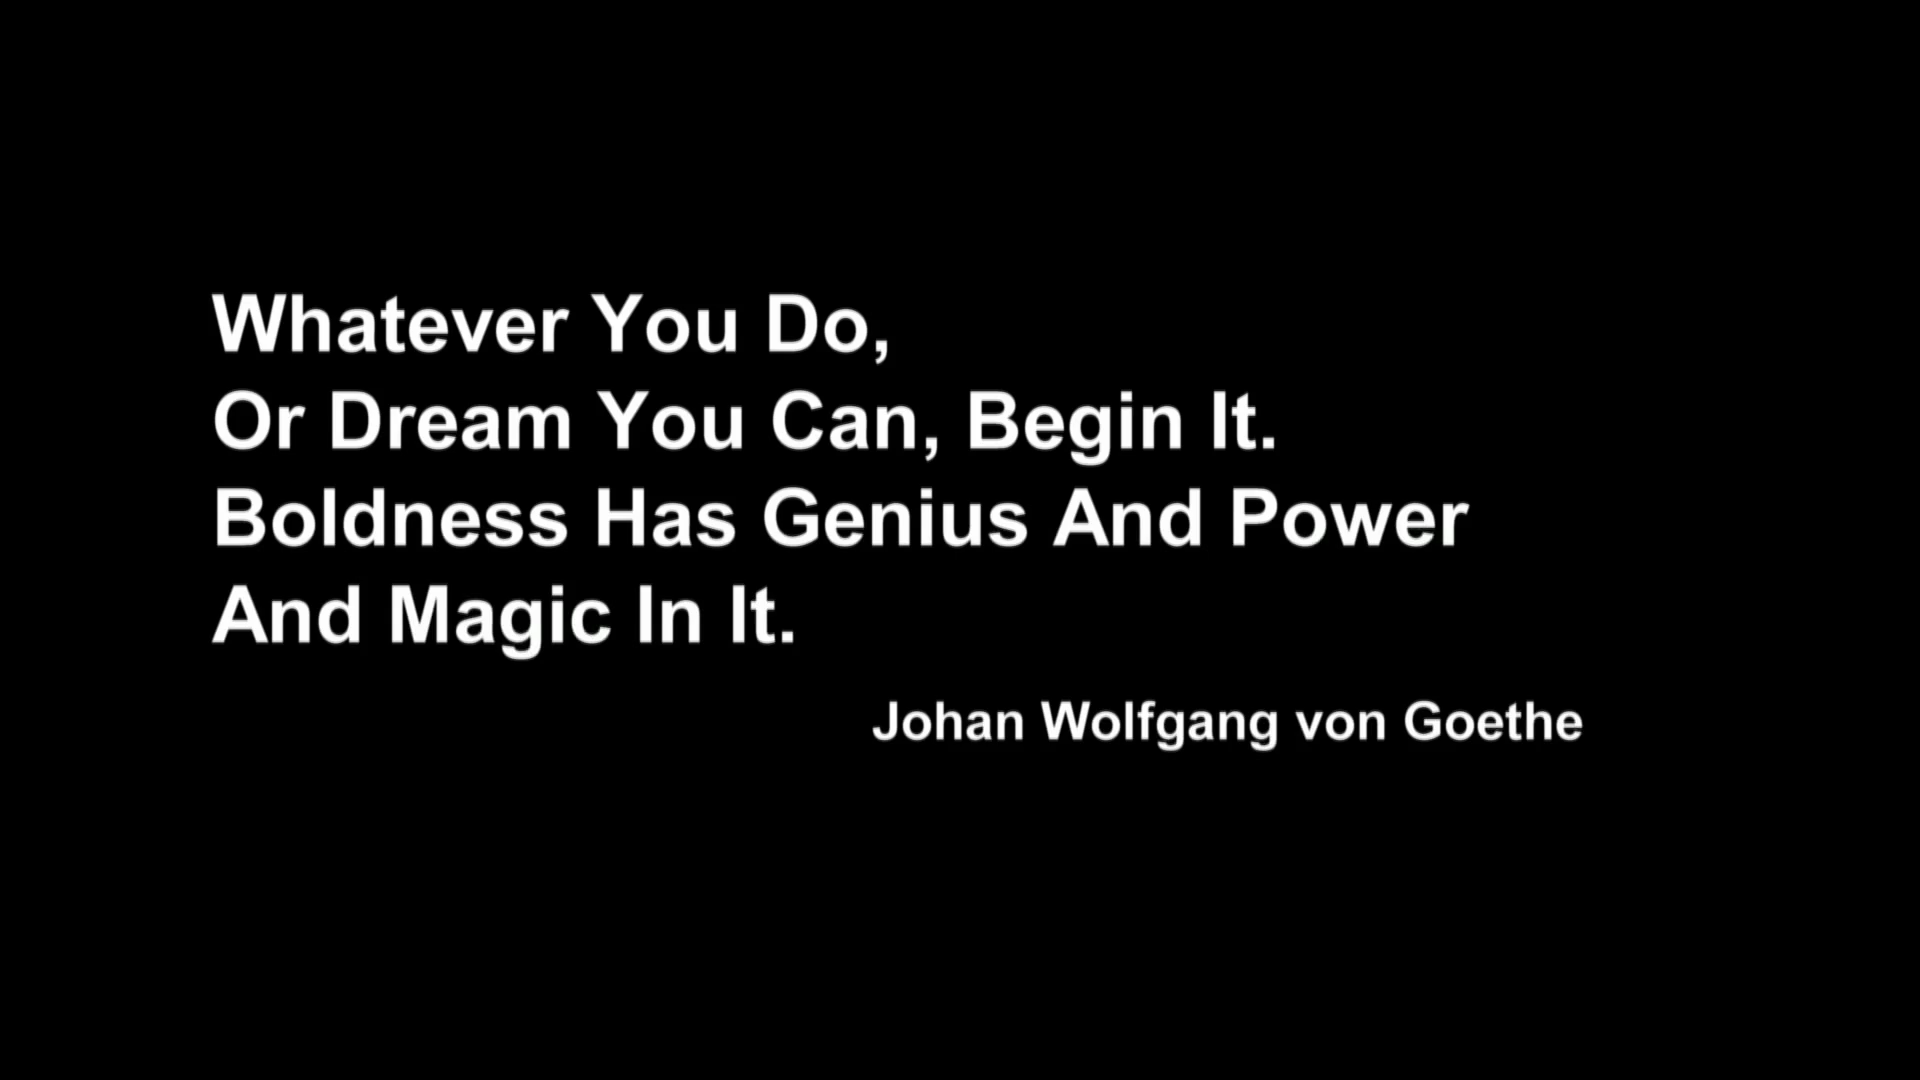 Whatever You Do,
Or Dream You Can, Begin It.
Boldness Has Genius And Power
And Magic In It.
Johan Wolfgang von Goethe